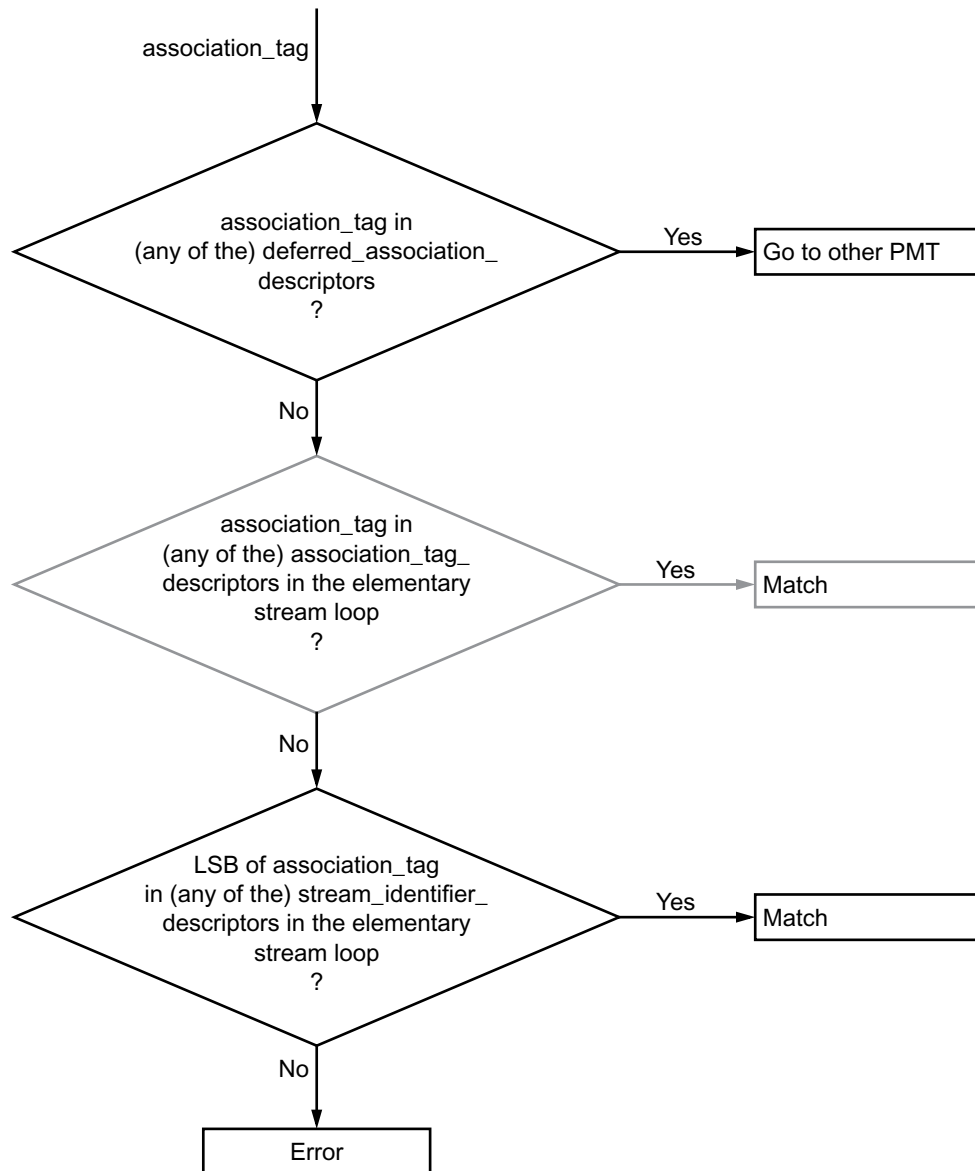 association_tag
association_tag in
(any of the) deferred_association_
descriptors
?
Yes
Go to other PMT
No
association_tag in
(any of the) association_tag_
descriptors in the elementary
stream loop
?
Yes
Match
No
LSB of association_tag
in (any of the) stream_identifier_
descriptors in the elementary
stream loop
?
Yes
Match
No
Error